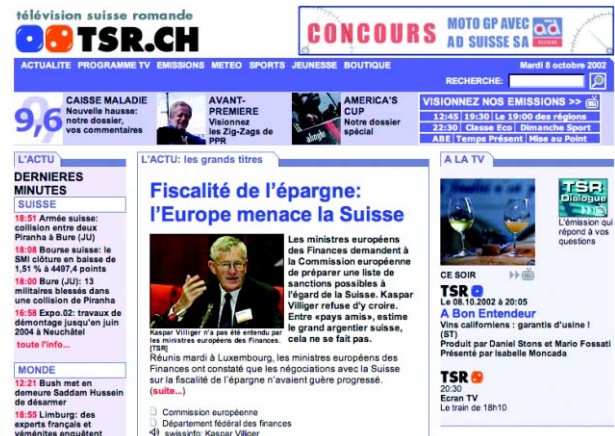 télévision suisse romande
TSR.CH
CONCOURS
MOTO GP AVEC ad
AD SUISSE SA
ACTUALITE PROGRAMME TV EMISSIONS METEO SPORTS JEUNESSE BOUTIQUE
Mardi 8 octobre 2002
RECHERCHE:
9,6
CAISSE MALADIE
Nouvelle hausse:
notre dossier,
vos commentaires
AVANT-
PREMIERE
Visionnez
les Zig-Zags de
PPR
alinghi
AMERICA'S
CUP
Notre dossier
spécial
VISIONNEZ NOS EMISSIONS >>
12:45 19:30 Le 19:00 des régions
22:30 Classe Eco Dimanche Sport
ABE Temps Présent Mise au Point
L'ACTU
DERNIERES
MINUTES
SUISSE
18:51 Armée suisse:
collision entre deux
Piranha à Bure (JU)
18:08 Bourse suisse: le
SMI clôture en baisse de
1,51 % à 4497,4 points
18:00 Bure (JU): 13
militaires blessés dans
une collision de Piranha
16:58 Expo.02: travaux de
démontage jusqu'en juin
2004 à Neuchâtel
toute l'info...
MONDE
12:21 Bush met en
demeure Saddam Hussein
de désarmer
18:55 Limburg: des
experts français et
yéménites enquêtent
L'ACTU: les grands titres
Fiscalité de l'épargne:
l'Europe menace la Suisse
Les ministres européens
des Finances demandent à
la Commission européenne
de préparer une liste de
sanctions possibles à
l'égard de la Suisse. Kaspar
Villiger refuse d'y croire.
Entre «pays amis», estime
le grand argentier suisse,
cela ne se fait pas.
Kaspar Villiger n'a pas été entendu par
les ministres européens des Finances.
[TSR]
Réunis mardi à Luxembourg, les ministres européens des
Finances ont constaté que les négociations avec la Suisse
sur la fiscalité de l'épargne n'avaient guère progressé.
(suite...)
Commission européenne
Département fédéral des finances
swissinfo: Kaspar Villiger
A LA TV
TSR
Dialogue
L'émission qui
répond à vos
questions
CE SOIR
TSR
Le 08.10.2002 à 20:05
A Bon Entendeur
Vins californiens : garantis d'usine !
(ST)
Produit par Daniel Stons et Mario Fossati
Présenté par Isabelle Moncada
TSR
20:30
Ecran TV
Le train de 18h10